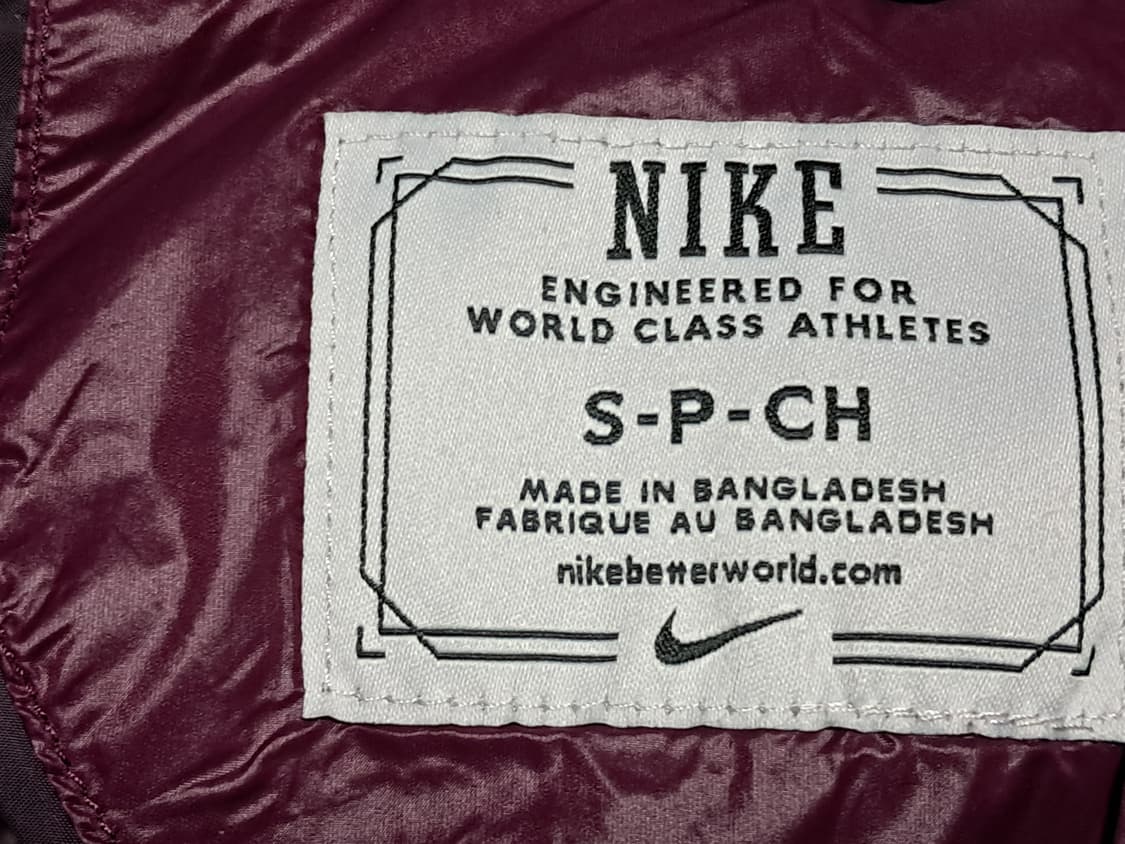 NIKE
ENGINEERED FOR
WORLD CLASS ATHLETES
S-P-CH
MADE IN BANGLADESH
FABRIQUE AU BANGLADESH
nikebetterworld.com